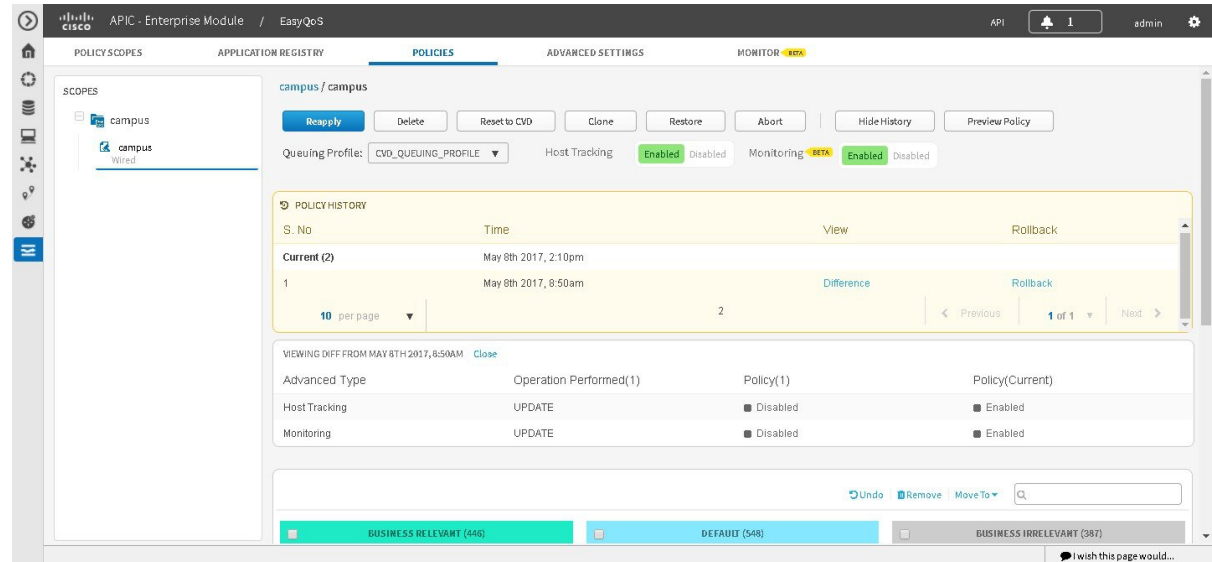 cisco APIC - Enterprise Module / EasyQoS API 1 admin
POLICY SCOPES APPLICATION REGISTRY POLICIES ADVANCED SETTINGS MONITOR BETA
SCOPES
campus
campus
Wired
campus / campus
Reapply Delete Reset to CVD Clone Restore Abort Hide History Preview Policy
Queuing Profile: CVD_QUEUING_PROFILE Host Tracking Enabled Disabled Monitoring BETA Enabled Disabled
POLICY HISTORY
S. No Time View Rollback
Current (2) May 8th 2017, 2:10pm
1 May 8th 2017, 8:50am Difference Rollback
10 per page 2 Previous 1 of 1 Next
VIEWING DIFF FROM MAY 8TH 2017, 8:50AM Close
Advanced Type Operation Performed(1) Policy(1) Policy(Current)
Host Tracking UPDATE Disabled Enabled
Monitoring UPDATE Disabled Enabled
Undo Remove Move To
BUSINESS RELEVANT (446) DEFAULT (548) BUSINESS IRRELEVANT (387)
I wish this page would...